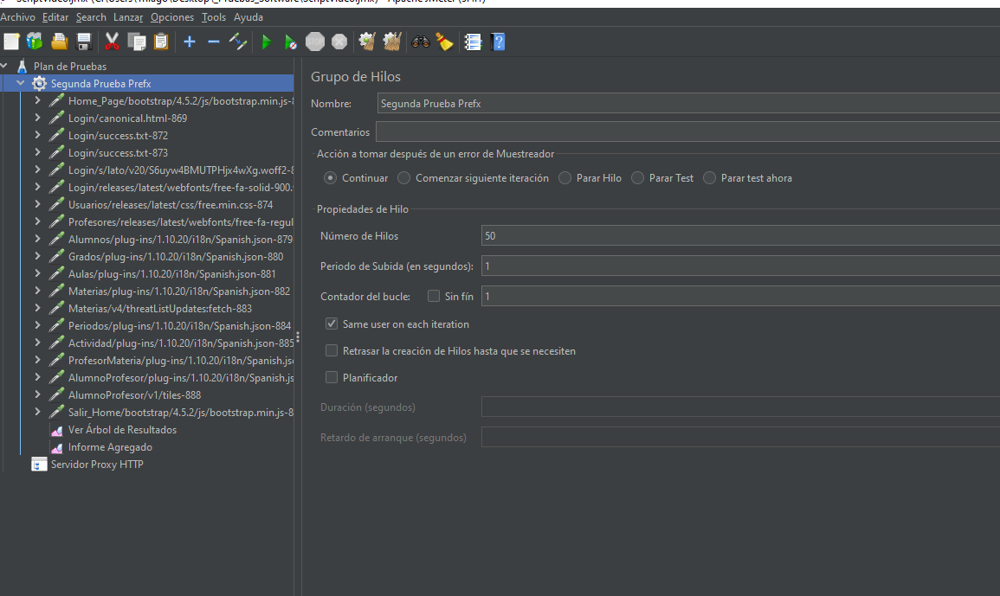 ScriptVideo.jmx (C:\Users\Thiago\Desktop\_Pruebas_Software\ScriptVideo.jmx) - Apache JMeter
Archivo Editar Search Lanzar Opciones Tools Ayuda
Plan de Pruebas
Segunda Prueba Prefx
Home_Page/bootstrap/4.5.2/js/bootstrap.min.js-8
Login/canonical.html-869
Login/success.txt-872
Login/success.txt-873
Login/s/lato/v20/S6uyw4BMUTPHjx4wXg.woff2-8
Login/releases/latest/webfonts/free-fa-solid-900.
Usuarios/releases/latest/css/free.min.css-874
Profesores/releases/latest/webfonts/free-fa-regul
Alumnos/plug-ins/1.10.20/i18n/Spanish.json-879
Grados/plug-ins/1.10.20/i18n/Spanish.json-880
Aulas/plug-ins/1.10.20/i18n/Spanish.json-881
Materias/plug-ins/1.10.20/i18n/Spanish.json-882
Materias/v4/threatListUpdates:fetch-883
Periodos/plug-ins/1.10.20/i18n/Spanish.json-884
Actividad/plug-ins/1.10.20/i18n/Spanish.json-885
ProfesorMateria/plug-ins/1.10.20/i18n/Spanish.js
AlumnoProfesor/plug-ins/1.10.20/i18n/Spanish.js
AlumnoProfesor/v1/tiles-888
Salir_Home/bootstrap/4.5.2/js/bootstrap.min.js-8
Ver Árbol de Resultados
Informe Agregado
Servidor Proxy HTTP
Grupo de Hilos
Nombre: Segunda Prueba Prefx
Comentarios
Acción a tomar después de un error de Muestreador
Continuar Comenzar siguiente iteración Parar Hilo Parar Test Parar test ahora
Propiedades de Hilo
Número de Hilos 50
Periodo de Subida (en segundos): 1
Contador del bucle: Sin fín 1
Same user on each iteration
Retrasar la creación de Hilos hasta que se necesiten
Planificador
Duración (segundos)
Retardo de arranque (segundos)